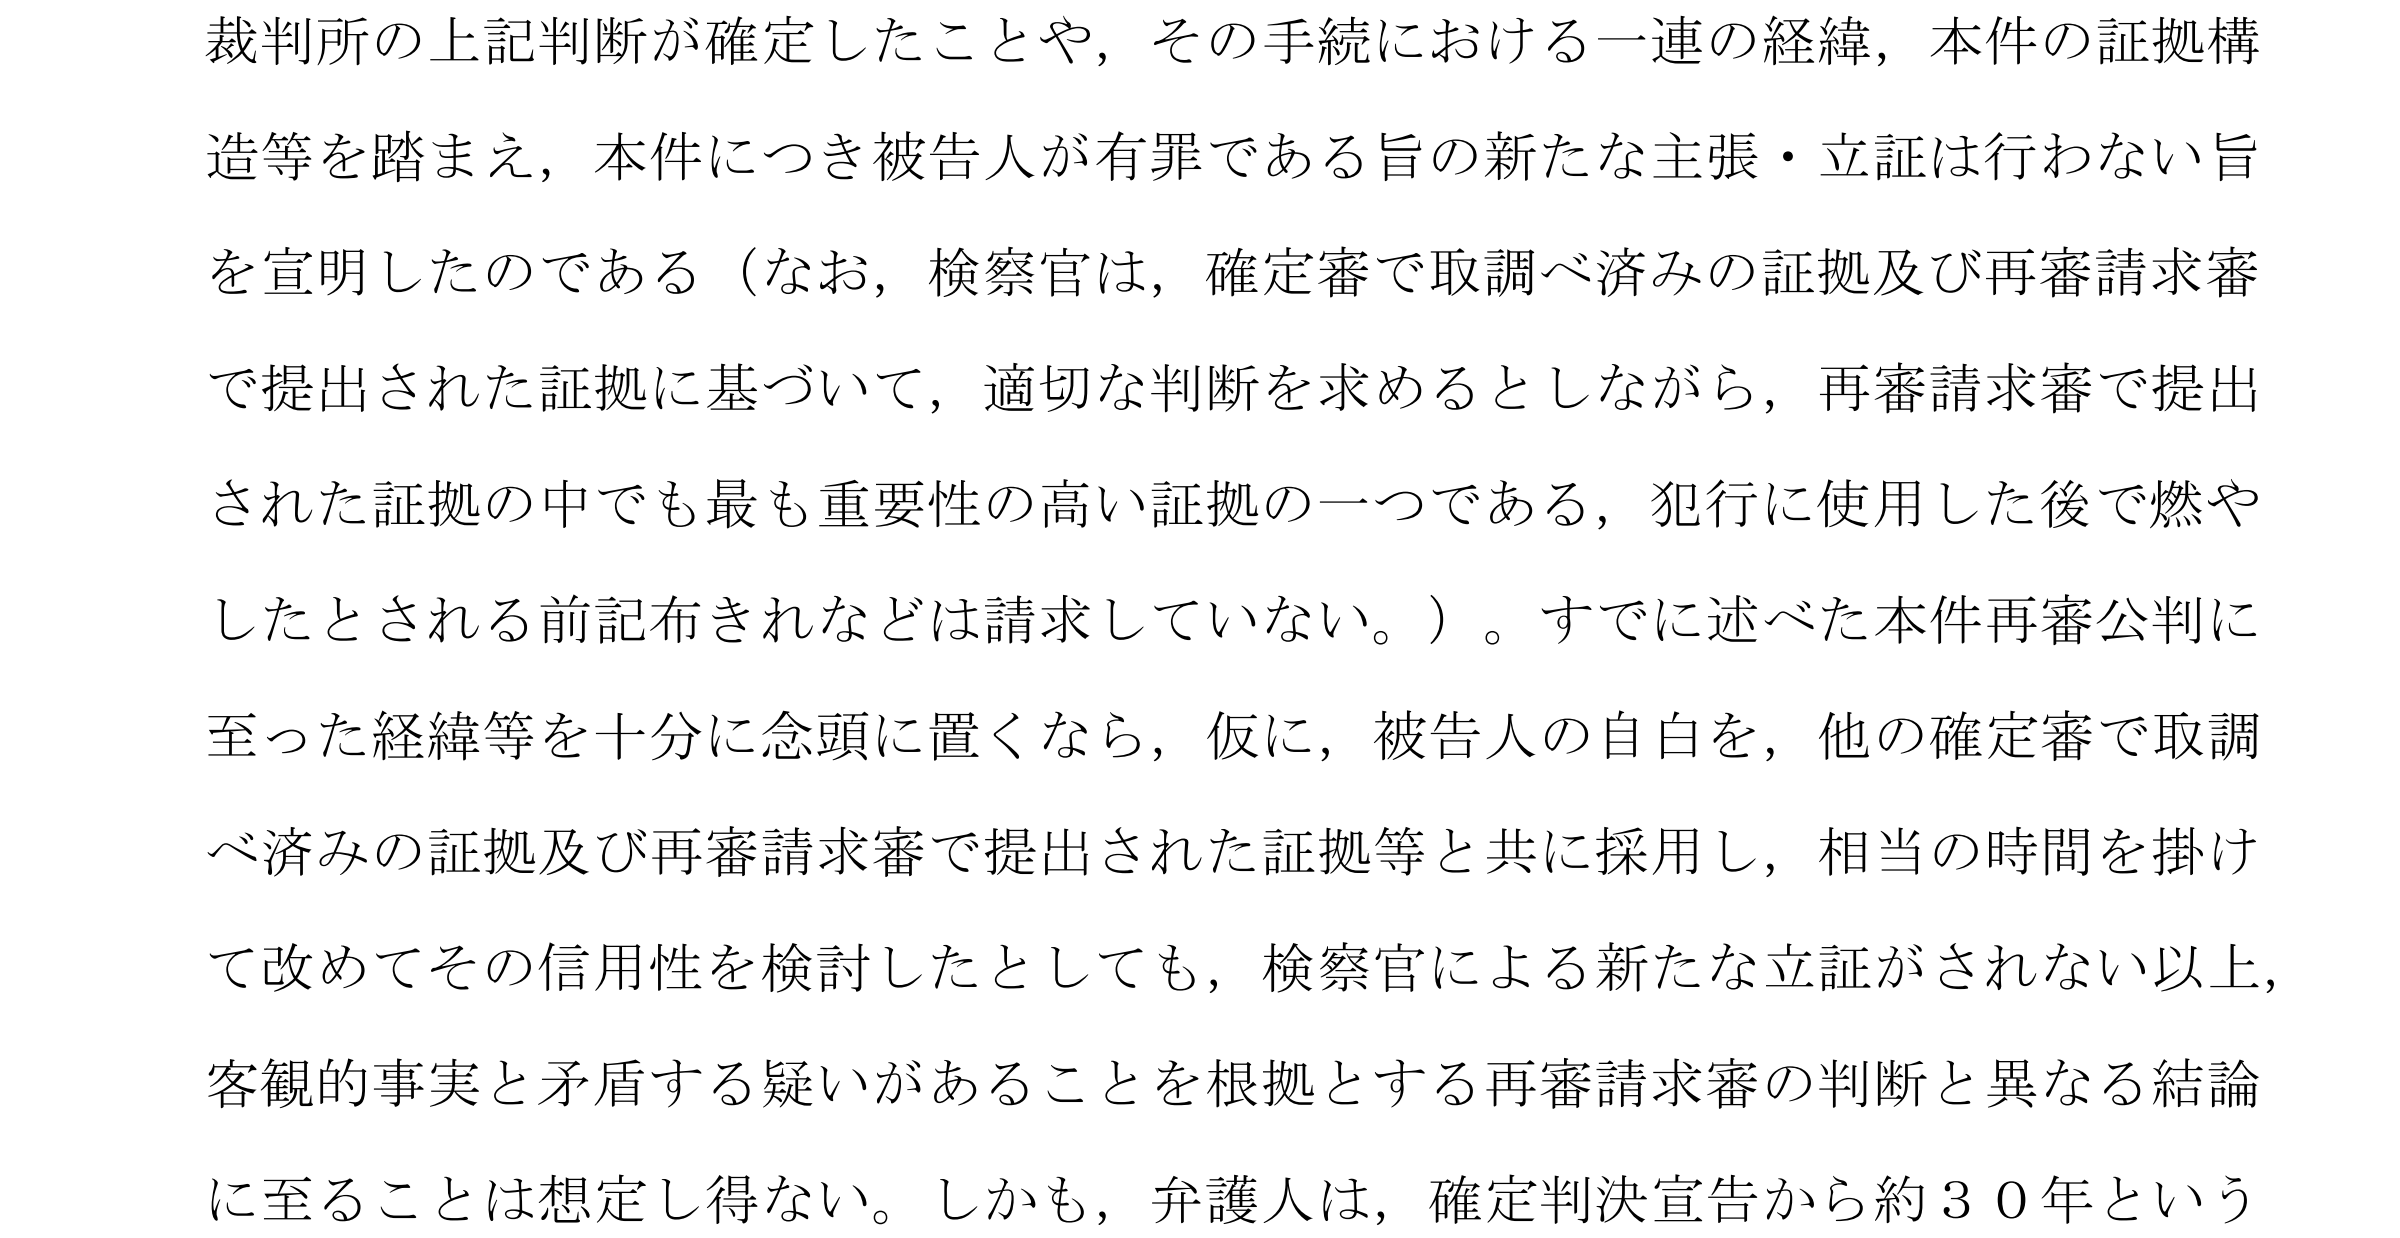 裁判所の上記判断が確定したことや，その手続における一連の経緯，本件の証拠構
造等を踏まえ，本件につき被告人が有罪である旨の新たな主張・立証は行わない旨
を宣明したのである（なお，検察官は，確定審で取調べ済みの証拠及び再審請求審
で提出された証拠に基づいて，適切な判断を求めるとしながら，再審請求審で提出
された証拠の中でも最も重要性の高い証拠の一つである，犯行に使用した後で燃や
したとされる前記布きれなどは請求していない。）。すでに述べた本件再審公判に
至った経緯等を十分に念頭に置くなら，仮に，被告人の自白を，他の確定審で取調
べ済みの証拠及び再審請求審で提出された証拠等と共に採用し，相当の時間を掛け
て改めてその信用性を検討したとしても，検察官による新たな立証がされない以上，
客観的事実と矛盾する疑いがあることを根拠とする再審請求審の判断と異なる結論
に至ることは想定し得ない。しかも，弁護人は，確定判決宣告から約３０年という